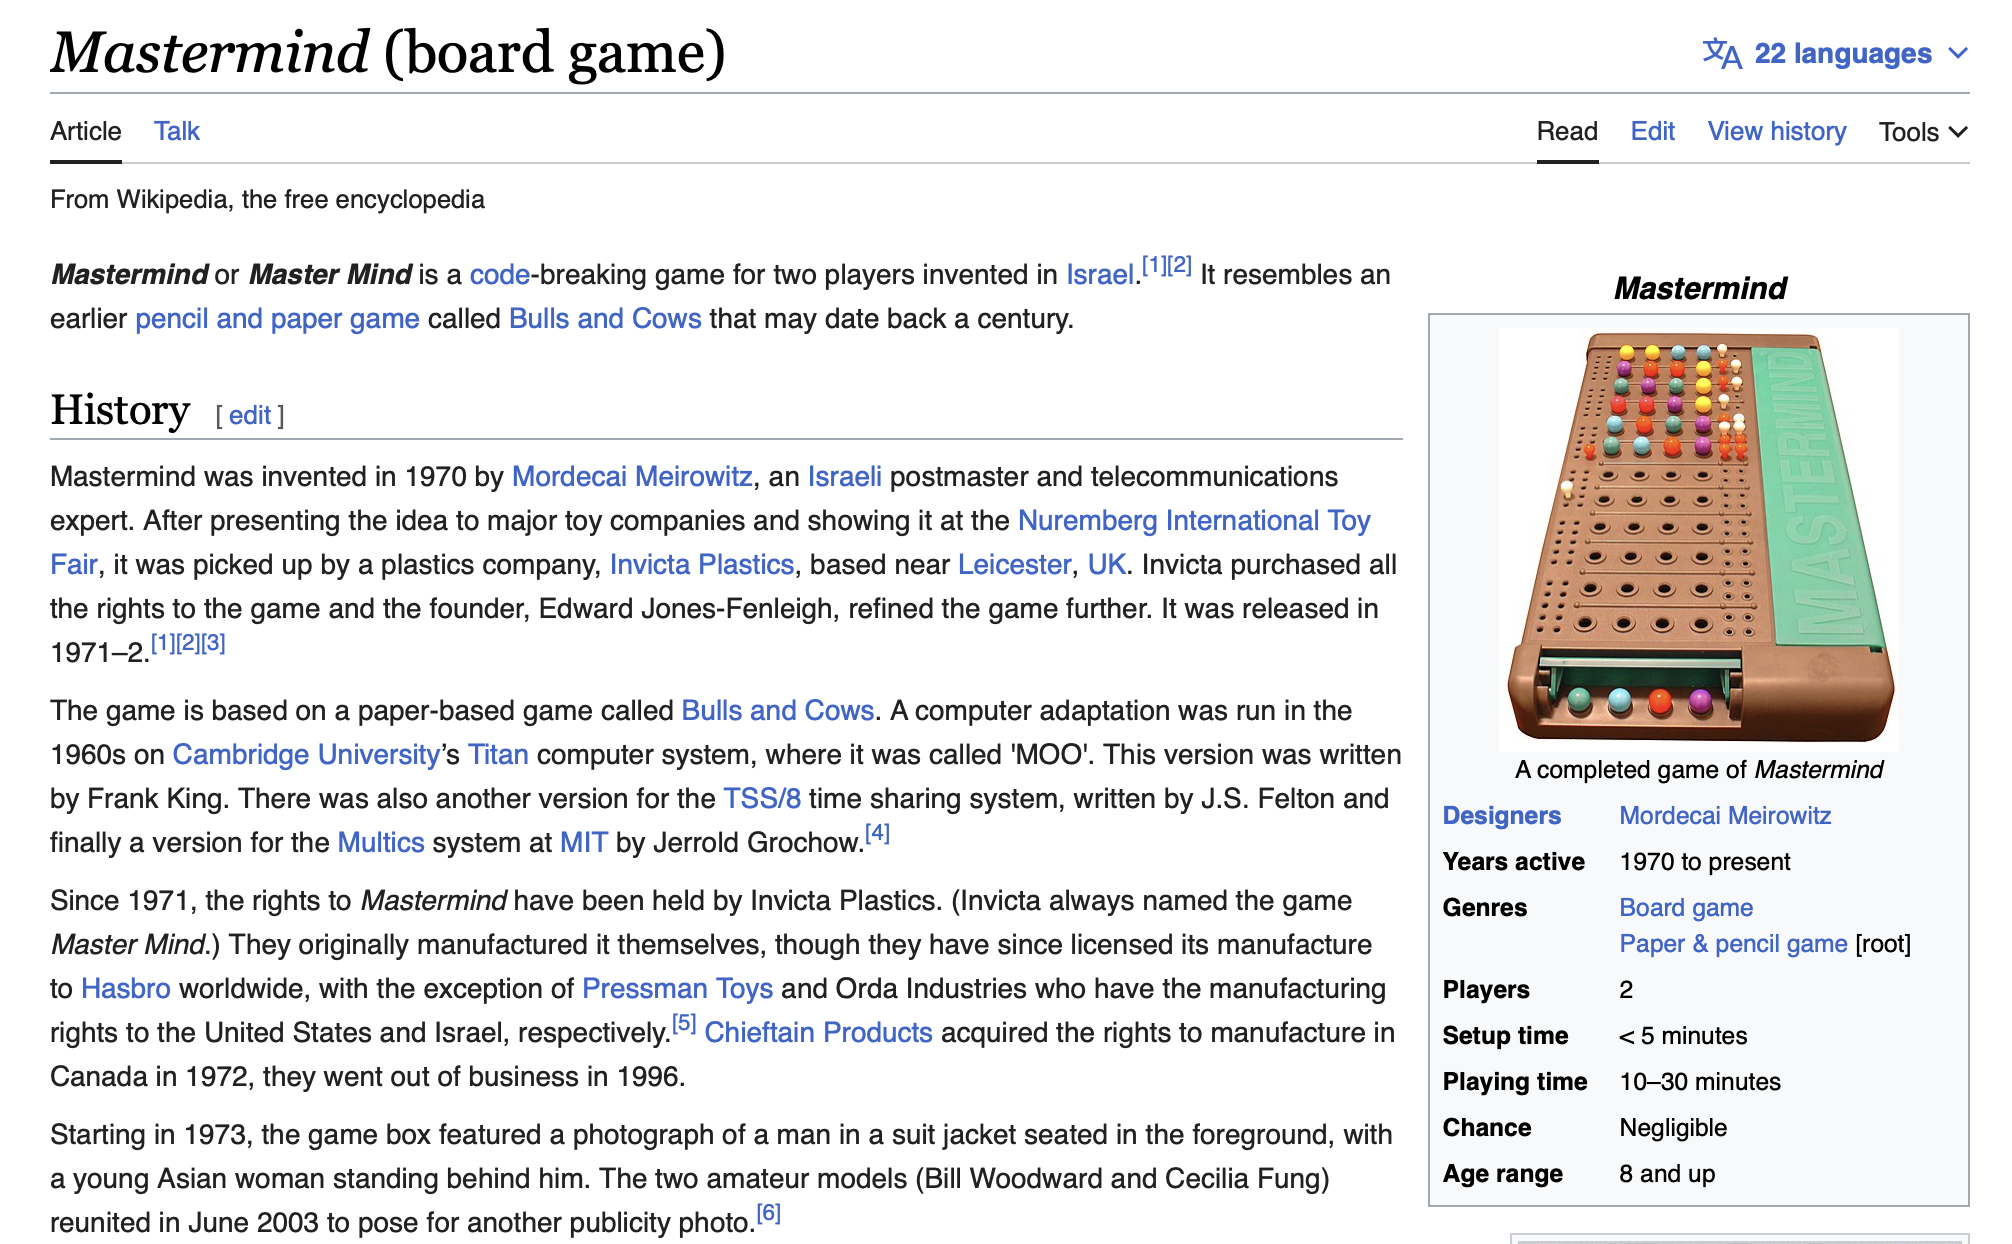 Mastermind (board game)
22 languages
Article Talk
Read Edit View history Tools
From Wikipedia, the free encyclopedia
Mastermind or Master Mind is a code-breaking game for two players invented in Israel.[1][2] It resembles an
earlier pencil and paper game called Bulls and Cows that may date back a century.
History [ edit ]
Mastermind was invented in 1970 by Mordecai Meirowitz, an Israeli postmaster and telecommunications
expert. After presenting the idea to major toy companies and showing it at the Nuremberg International Toy
Fair, it was picked up by a plastics company, Invicta Plastics, based near Leicester, UK. Invicta purchased all
the rights to the game and the founder, Edward Jones-Fenleigh, refined the game further. It was released in
1971–2.[1][2][3]
The game is based on a paper-based game called Bulls and Cows. A computer adaptation was run in the
1960s on Cambridge University’s Titan computer system, where it was called 'MOO'. This version was written
by Frank King. There was also another version for the TSS/8 time sharing system, written by J.S. Felton and
finally a version for the Multics system at MIT by Jerrold Grochow.[4]
Since 1971, the rights to Mastermind have been held by Invicta Plastics. (Invicta always named the game
Master Mind.) They originally manufactured it themselves, though they have since licensed its manufacture
to Hasbro worldwide, with the exception of Pressman Toys and Orda Industries who have the manufacturing
rights to the United States and Israel, respectively.[5] Chieftain Products acquired the rights to manufacture in
Canada in 1972, they went out of business in 1996.
Starting in 1973, the game box featured a photograph of a man in a suit jacket seated in the foreground, with
a young Asian woman standing behind him. The two amateur models (Bill Woodward and Cecilia Fung)
reunited in June 2003 to pose for another publicity photo.[6]
Mastermind
MASTERMIND
A completed game of Mastermind
Designers Mordecai Meirowitz
Years active 1970 to present
Genres Board game
Paper & pencil game [root]
Players 2
Setup time < 5 minutes
Playing time 10–30 minutes
Chance Negligible
Age range 8 and up